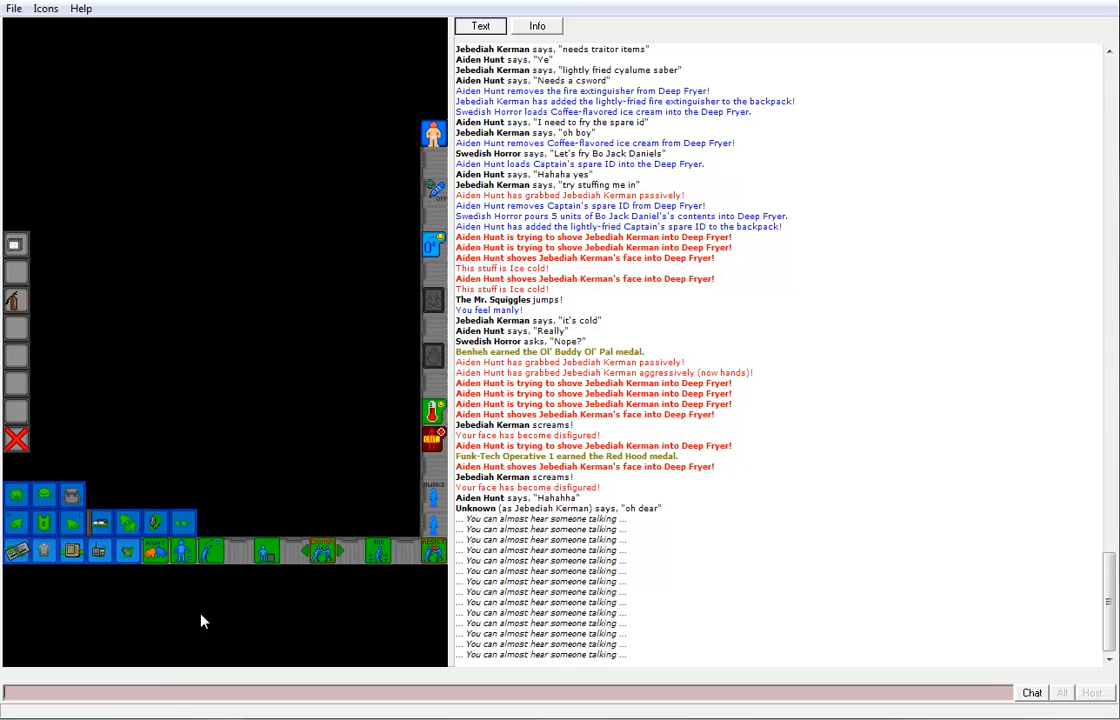 File Icons Help
Text Info
Jebediah Kerman says, "needs traitor items"
Aiden Hunt says, "Ye"
Jebediah Kerman says, "lightly fried cyalume saber"
Aiden Hunt says, "Needs a csword"
Aiden Hunt removes the fire extinguisher from Deep Fryer!
Jebediah Kerman has added the lightly-fried fire extinguisher to the backpack!
Swedish Horror loads Coffee-flavored ice cream into the Deep Fryer.
Aiden Hunt says, "I need to fry the spare id"
Jebediah Kerman says, "oh boy"
Aiden Hunt removes Coffee-flavored ice cream from Deep Fryer!
Swedish Horror says, "Let's fry Bo Jack Daniels"
Aiden Hunt loads Captain's spare ID into the Deep Fryer.
Aiden Hunt says, "Hahaha yes"
Jebediah Kerman says, "try stuffing me in"
Aiden Hunt has grabbed Jebediah Kerman passively!
Aiden Hunt removes Captain's spare ID from Deep Fryer!
Swedish Horror pours 5 units of Bo Jack Daniels's contents into Deep Fryer.
Aiden Hunt has added the lightly-fried Captain's spare ID to the backpack!
Aiden Hunt is trying to shove Jebediah Kerman into Deep Fryer!
Aiden Hunt is trying to shove Jebediah Kerman into Deep Fryer!
Aiden Hunt shoves Jebediah Kerman's face into Deep Fryer!
This stuff is Ice cold!
Aiden Hunt shoves Jebediah Kerman's face into Deep Fryer!
This stuff is Ice cold!
The Mr. Squiggles jumps!
You feel manly!
Jebediah Kerman says, "it's cold"
Aiden Hunt says, "Really"
Swedish Horror asks, "Nope?"
Benheh earned the Ol' Buddy Ol' Pal medal.
Aiden Hunt has grabbed Jebediah Kerman passively!
Aiden Hunt has grabbed Jebediah Kerman aggressively (now hands)!
Aiden Hunt is trying to shove Jebediah Kerman into Deep Fryer!
Aiden Hunt is trying to shove Jebediah Kerman into Deep Fryer!
Aiden Hunt is trying to shove Jebediah Kerman into Deep Fryer!
Aiden Hunt shoves Jebediah Kerman's face into Deep Fryer!
Jebediah Kerman screams!
Your face has become disfigured!
Aiden Hunt is trying to shove Jebediah Kerman into Deep Fryer!
Funk-Tech Operative 1 earned the Red Hood medal.
Aiden Hunt shoves Jebediah Kerman's face into Deep Fryer!
Jebediah Kerman screams!
Your face has become disfigured!
Aiden Hunt says, "Hahahha"
Unknown (as Jebediah Kerman) says, "oh dear"
... You can almost hear someone talking ...
... You can almost hear someone talking ...
... You can almost hear someone talking ...
... You can almost hear someone talking ...
... You can almost hear someone talking ...
... You can almost hear someone talking ...
... You can almost hear someone talking ...
... You can almost hear someone talking ...
... You can almost hear someone talking ...
... You can almost hear someone talking ...
... You can almost hear someone talking ...
... You can almost hear someone talking ...
... You can almost hear someone talking ...
... You can almost hear someone talking ...
OFF
CRIT
AWAKE
RIGHT
DISARM
RUN
RESIST
Chat Alt Host...